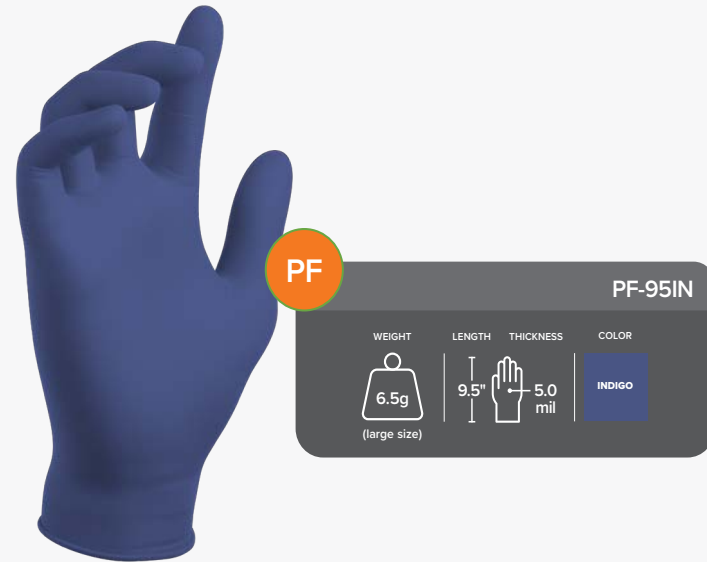 PF
PF-95IN
WEIGHT LENGTH THICKNESS COLOR
6.5g 9.5" 5.0 mil INDIGO
(large size)